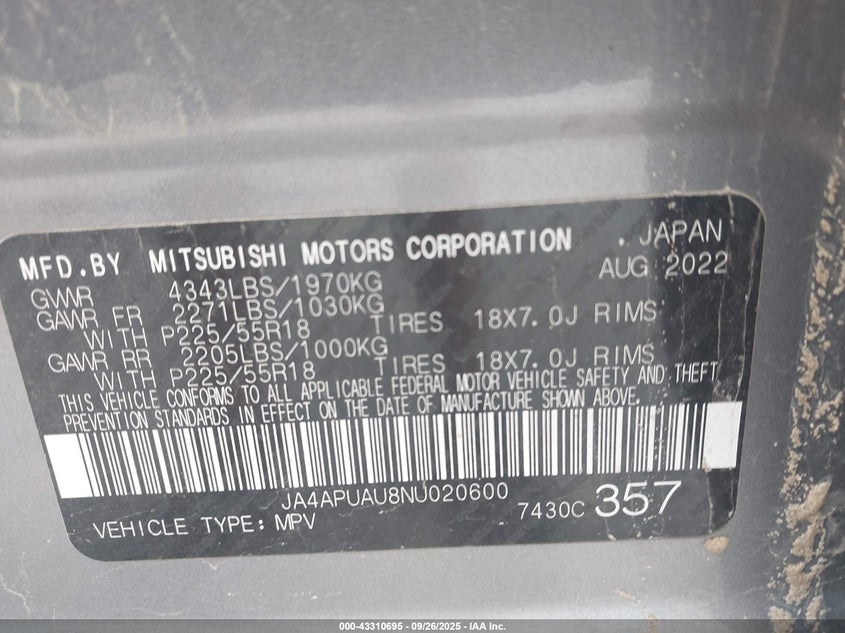 MFD.BY MITSUBISHI MOTORS CORPORATION . JAPAN
AUG 2022
GVWR 4343LBS/1970KG
GAWR FR 2271LBS/1030KG
WITH P225/55R18 TIRES 18X7.0J RIMS
GAWR RR 2205LBS/1000KG
WITH P225/55R18 TIRES 18X7.0J RIMS
THIS VEHICLE CONFORMS TO ALL APPLICABLE FEDERAL MOTOR VEHICLE SAFETY AND THEFT
PREVENTION STANDARDS IN EFFECT ON THE DATE OF MANUFACTURE SHOWN ABOVE.
JA4APUAU8NU020600
VEHICLE TYPE: MPV 7430C 357
000-43310695 - 09/26/2025 - IAA Inc.